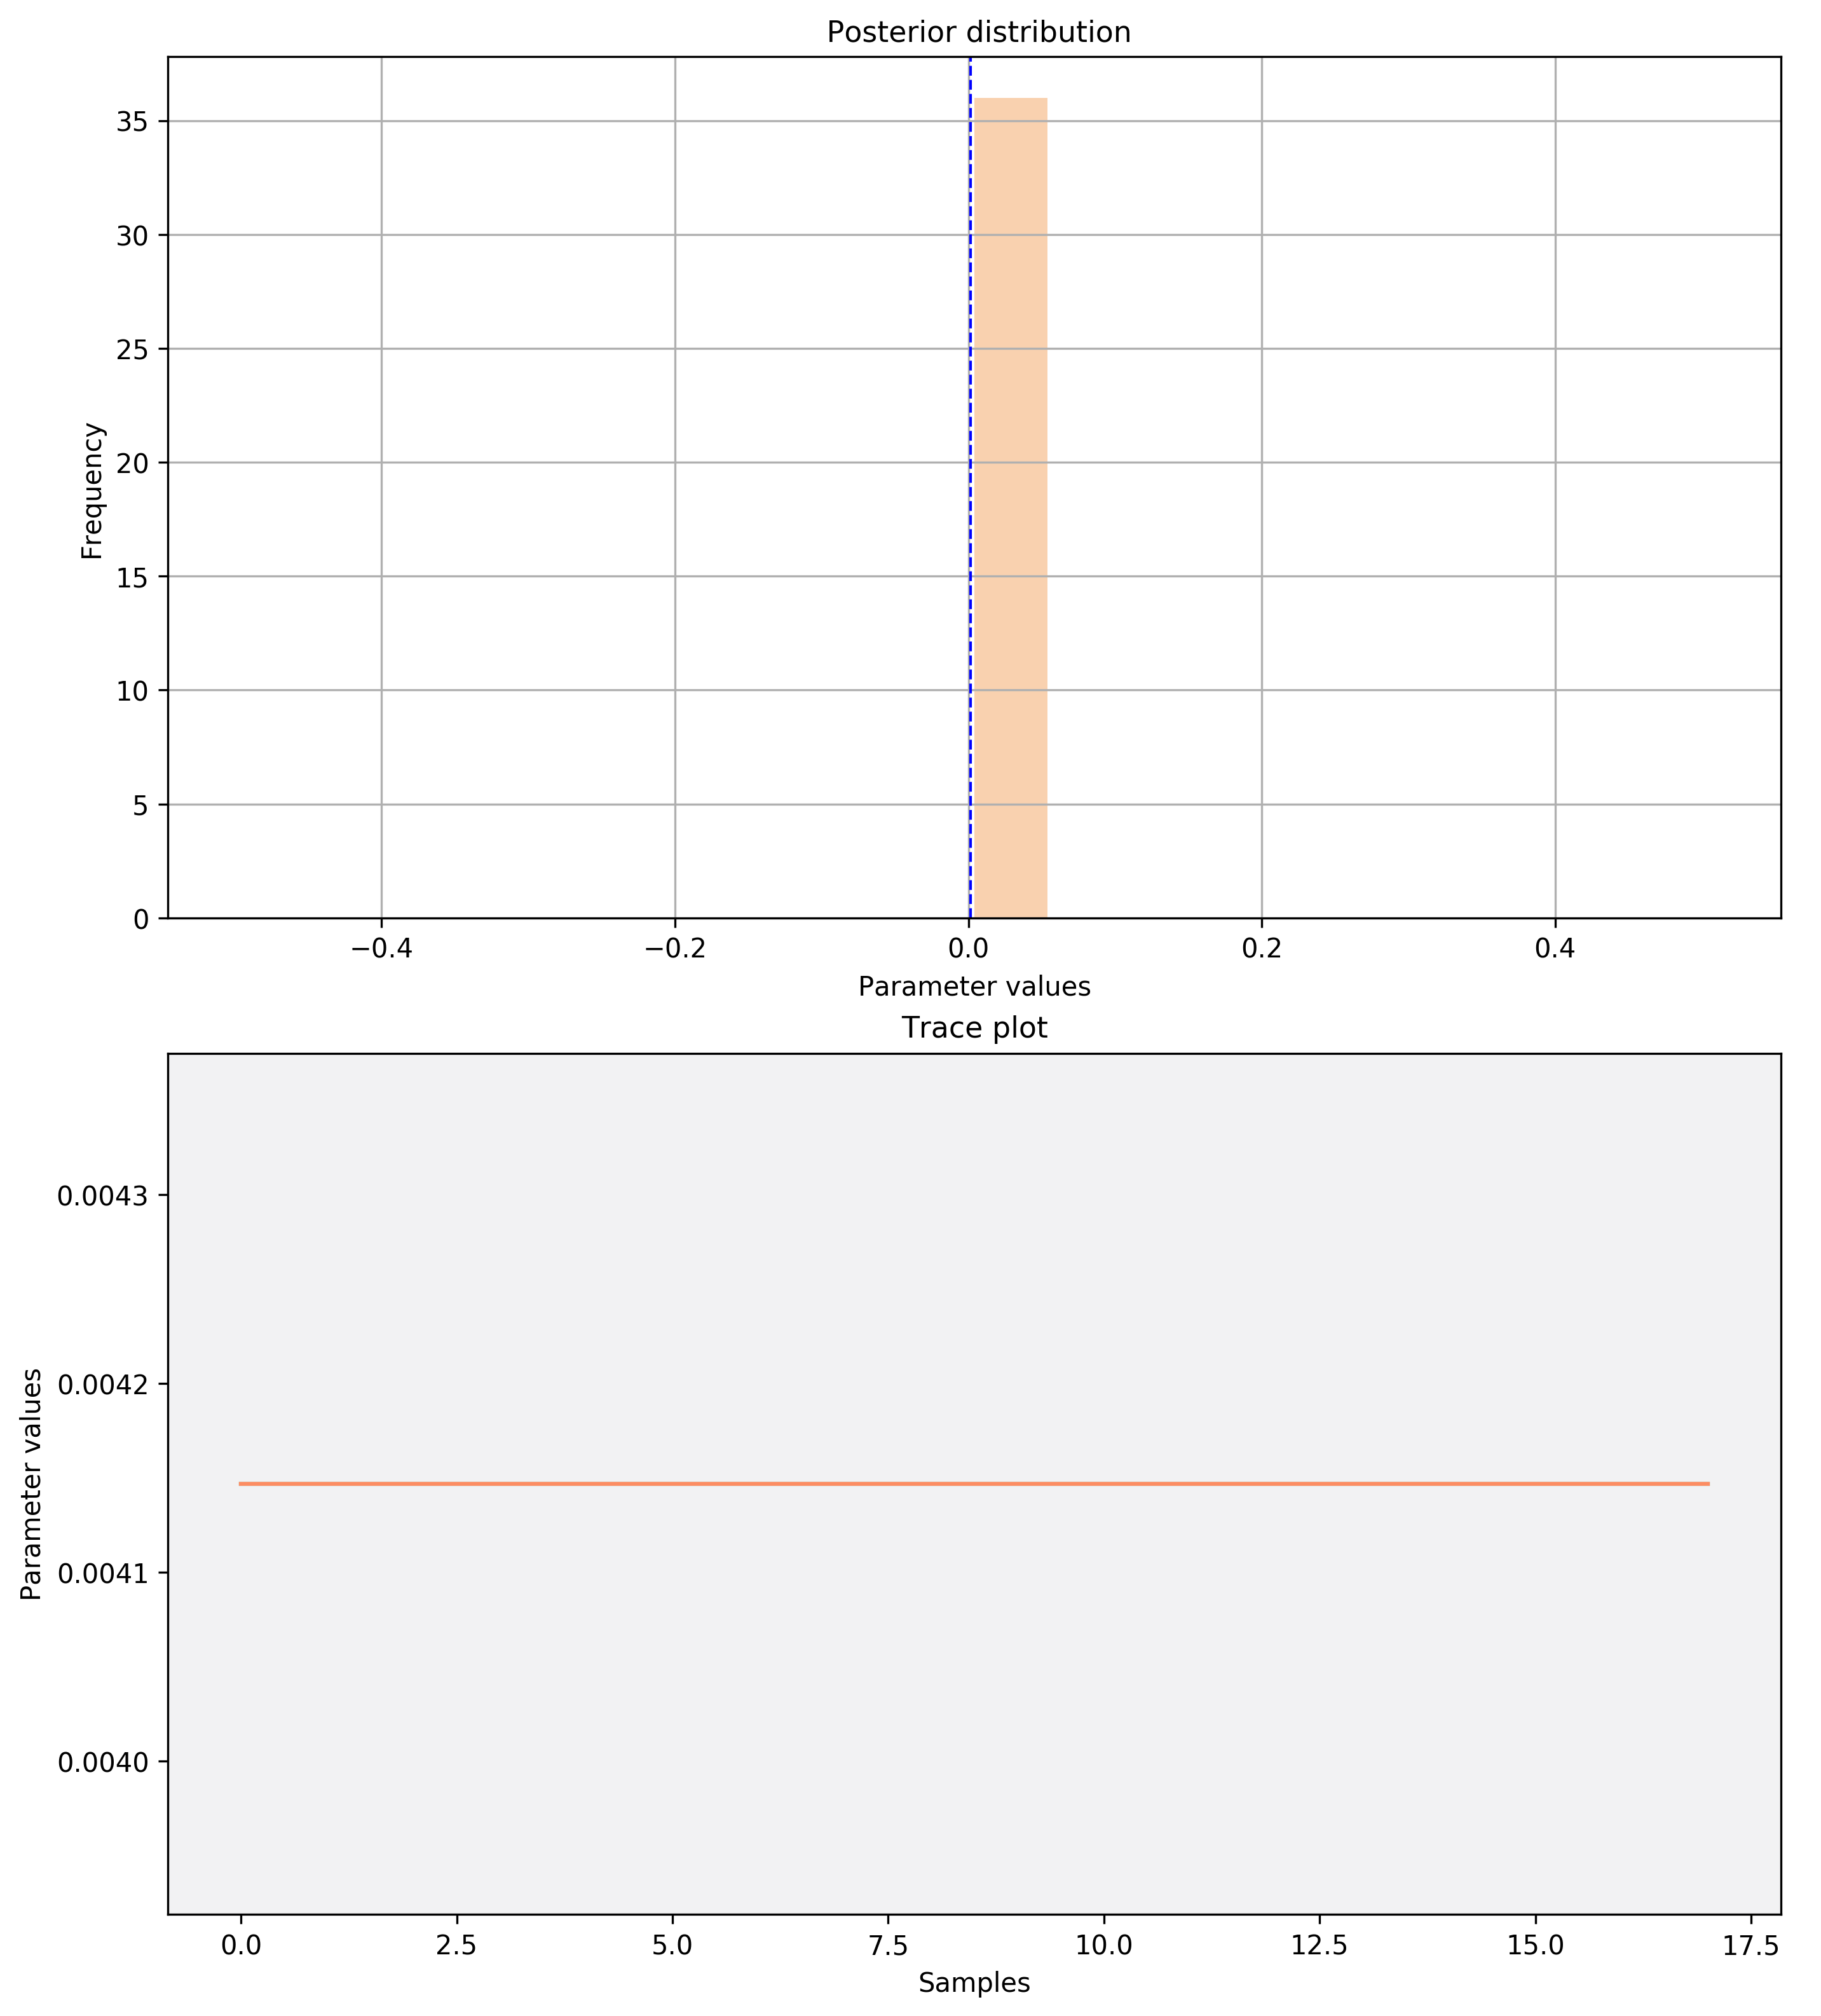 Posterior distribution
35
30
25
20
15
10
5
0
Frequency
−0.4 −0.2 0.0 0.2 0.4
Parameter values
Trace plot
0.0043
0.0042
0.0041
0.0040
Parameter values
0.0 2.5 5.0 7.5 10.0 12.5 15.0 17.5
Samples